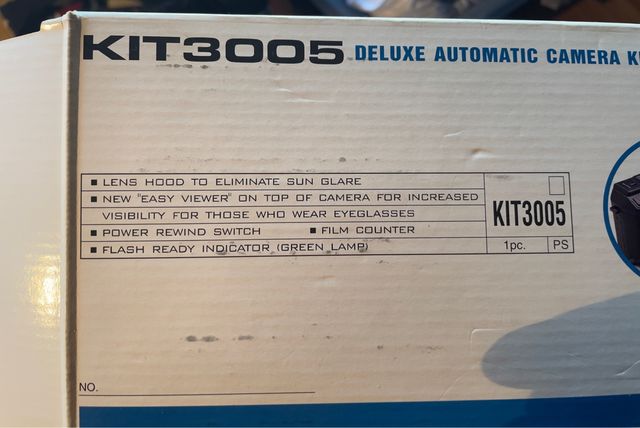 KIT3005 DELUXE AUTOMATIC CAMERA
■ LENS HOOD TO ELIMINATE SUN GLARE
■ NEW "EASY VIEWER" ON TOP OF CAMERA FOR INCREASED
VISIBILITY FOR THOSE WHO WEAR EYEGLASSES
■ POWER REWIND SWITCH ■ FILM COUNTER
■ FLASH READY INDICATOR (GREEN LAMP)
KIT3005
1pc. PS
NO.